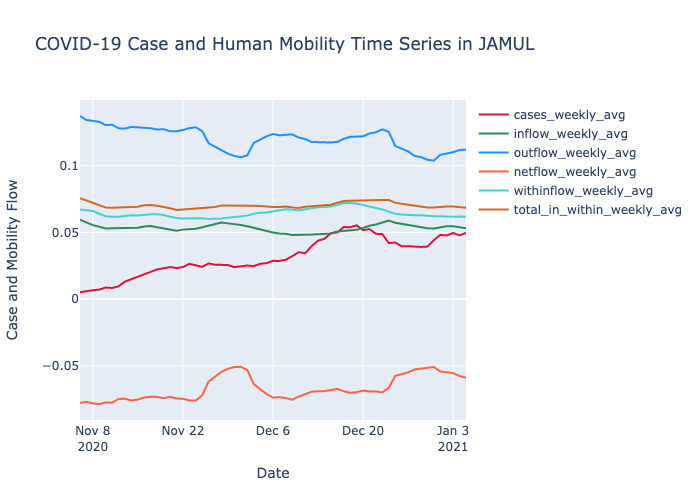 COVID-19 Case and Human Mobility Time Series in JAMUL
cases_weekly_avg
inflow_weekly_avg
outflow_weekly_avg
netflow_weekly_avg
withinflow_weekly_avg
total_in_within_weekly_avg
Case and Mobility Flow
0.1
0.05
0
−0.05
Nov 8
2020
Nov 22
Dec 6
Dec 20
Jan 3
2021
Date